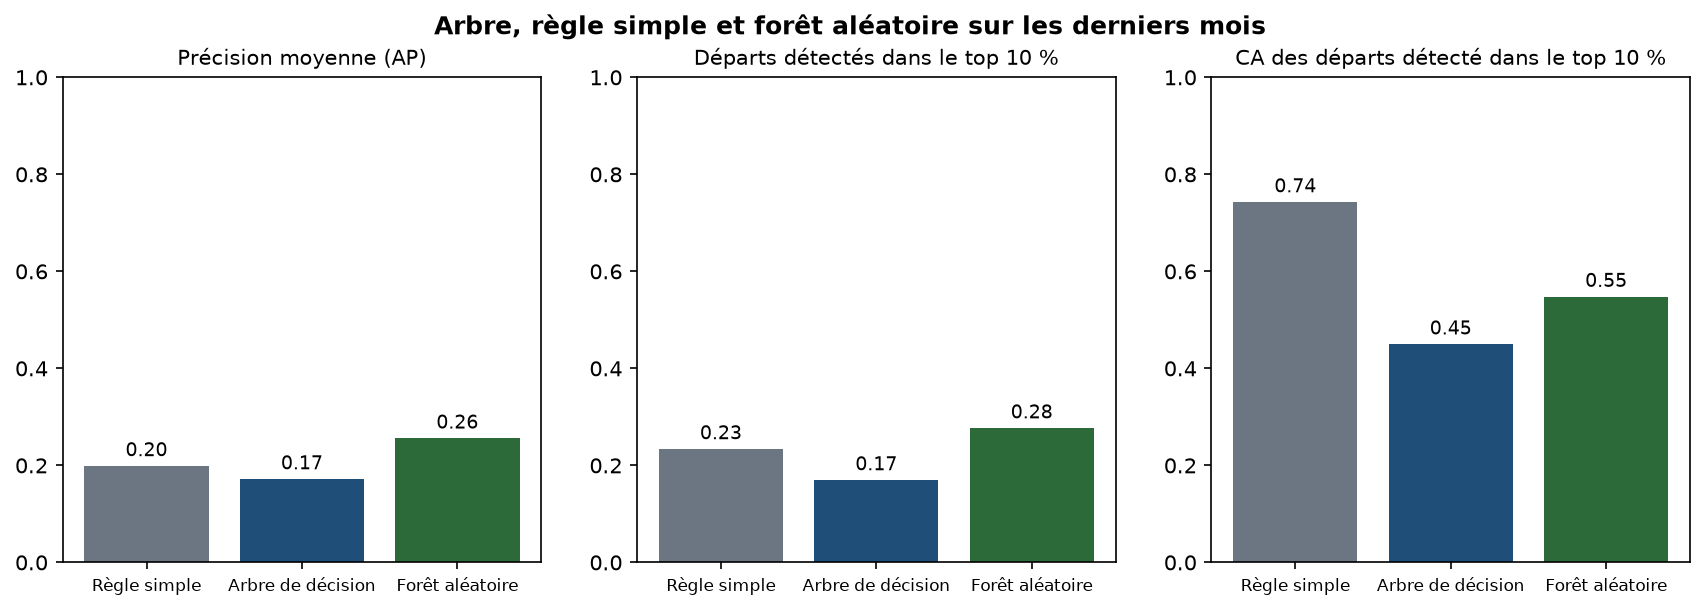 Arbre, règle simple et forêt aléatoire sur les derniers mois
Précision moyenne (AP)
1.0
0.8
0.6
0.4
0.2
0.0
0.20
0.17
0.26
Règle simple
Arbre de décision
Forêt aléatoire
Départs détectés dans le top 10 %
1.0
0.8
0.6
0.4
0.2
0.0
0.23
0.17
0.28
Règle simple
Arbre de décision
Forêt aléatoire
CA des départs détecté dans le top 10 %
1.0
0.8
0.6
0.4
0.2
0.0
0.74
0.45
0.55
Règle simple
Arbre de décision
Forêt aléatoire